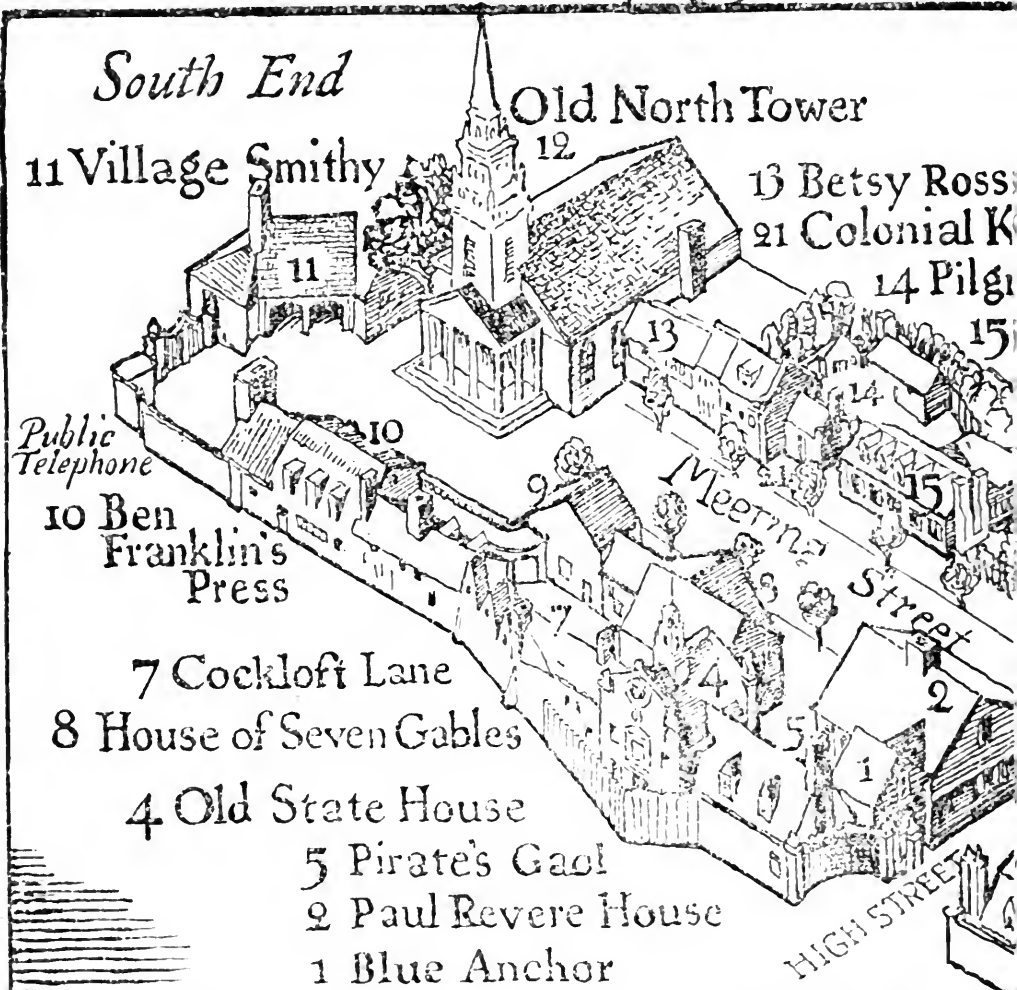 South End
Old North Tower
12
11 Village Smithy
13 Betsy Ross
21 Colonial K
14 Pilgr
15
11
13
14
10
Public
Telephone
9
21
15
Meeting
10 Ben
Franklin's
Press
8
Street
7
7 Cockloft Lane
4
2
8 House of Seven Gables
5
1
4 Old State House
5 Pirate's Gaol
2 Paul Revere House
HIGH STREET
1 Blue Anchor